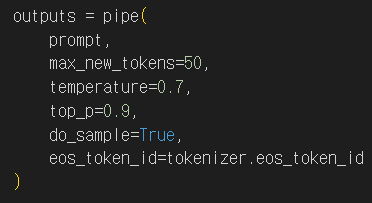 outputs = pipe(
    prompt,
    max_new_tokens=50,
    temperature=0.7,
    top_p=0.9,
    do_sample=True,
    eos_token_id=tokenizer.eos_token_id
)